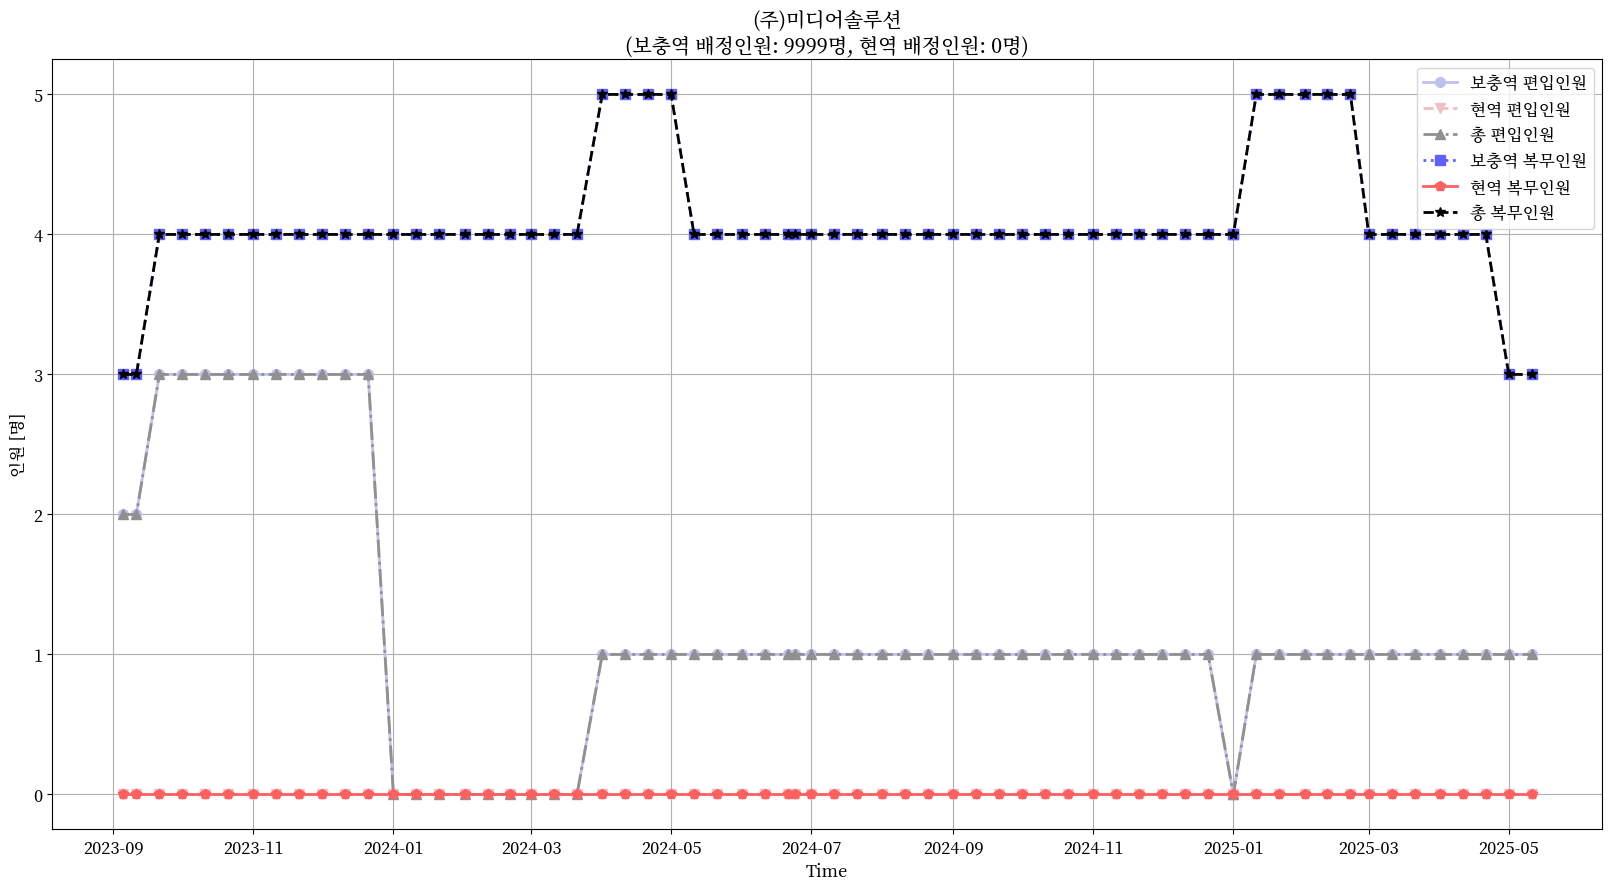 (주)미디어솔루션
(보충역 배정인원: 9999명, 현역 배정인원: 0명)
보충역 편입인원
현역 편입인원
총 편입인원
보충역 복무인원
현역 복무인원
총 복무인원
인원 [명]
5
4
3
2
1
0
2023-09 2023-11 2024-01 2024-03 2024-05 2024-07 2024-09 2024-11 2025-01 2025-03 2025-05
Time